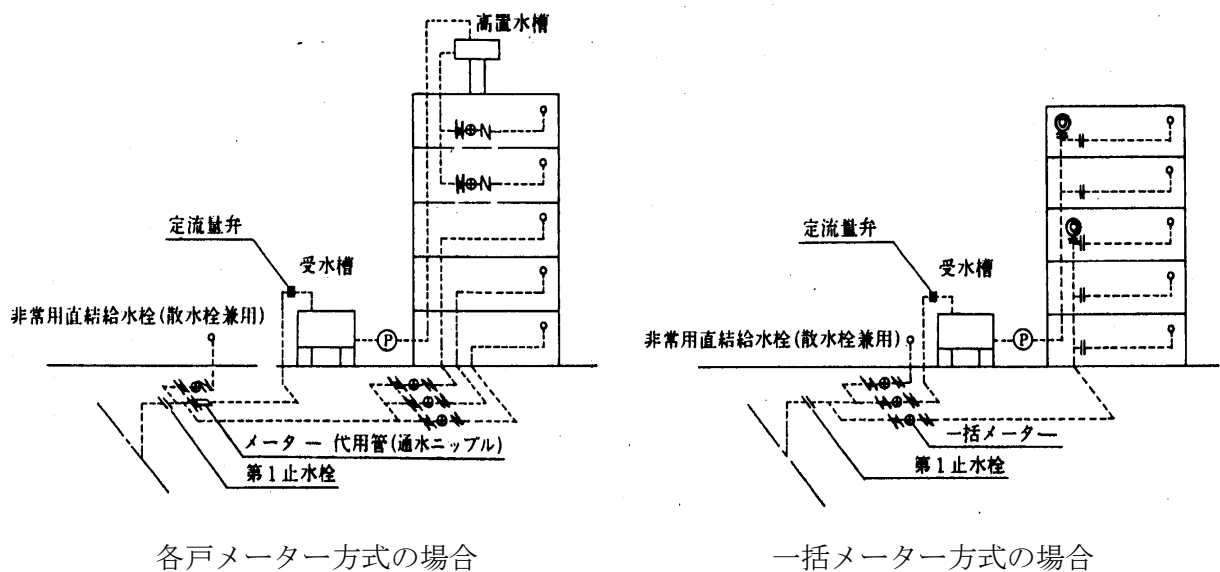 高置水槽
定流量弁
受水槽
非常用直結給水栓(散水栓兼用)
P
メーター代用管(通水ニップル)
第1止水栓
各戸メーター方式の場合
定流量弁
受水槽
非常用直結給水栓(散水栓兼用)
P
一括メーター
第1止水栓
一括メーター方式の場合